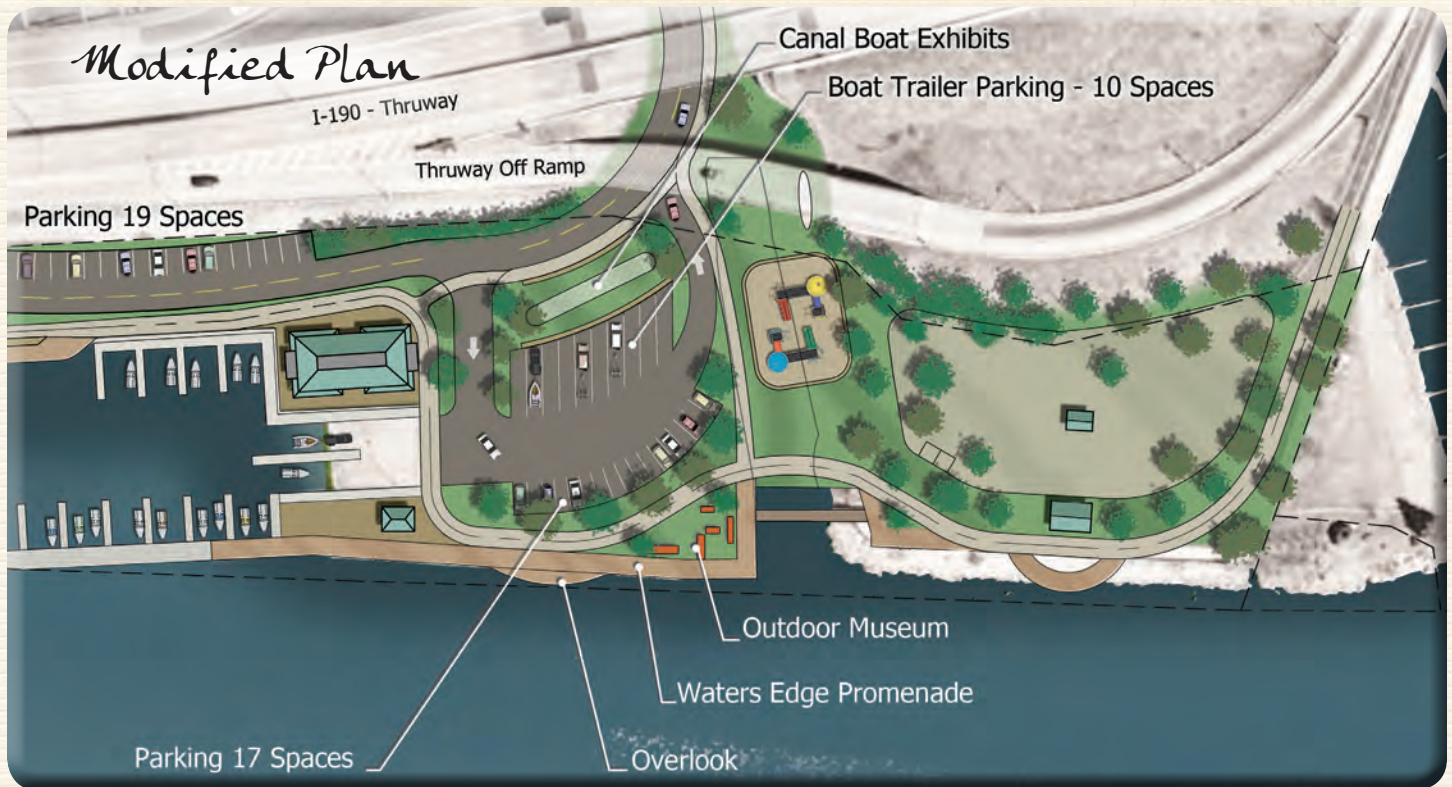 Modified Plan
Canal Boat Exhibits
Boat Trailer Parking - 10 Spaces
I-190 - Thruway
Thruway Off Ramp
Parking 19 Spaces
Outdoor Museum
Waters Edge Promenade
Parking 17 Spaces
Overlook